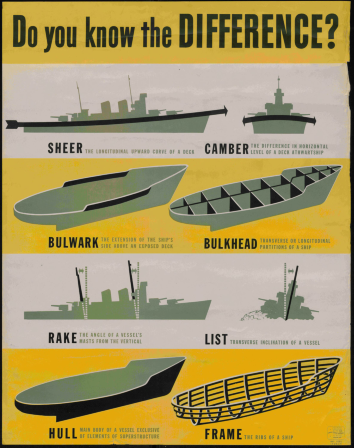 Do you know the DIFFERENCE?
SHEER THE LONGITUDINAL UPWARD CURVE OF A DECK
CAMBER THE DIFFERENCE IN HORIZONTAL
LEVEL OF A DECK ATHWARTSHIP
BULWARK THE EXTENSION OF THE SHIP'S
SIDE ABOVE AN EXPOSED DECK
BULKHEAD TRANSVERSE OR LONGITUDINAL
PARTITIONS OF A SHIP
RAKE THE ANGLE OF A VESSEL'S
MASTS FROM THE VERTICAL
LIST TRANSVERSE INCLINATION OF A VESSEL
HULL MAIN BODY OF A VESSEL EXCLUSIVE
OF ELEMENTS OF SUPERSTRUCTURE
FRAME THE RIBS OF A SHIP